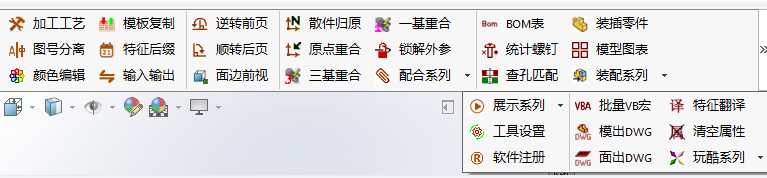 加工工艺 模板复制 逆转前页 散件归原 一基重合 Bom BOM表 装插零件
图号分离 特征后缀 顺转后页 原点重合 锁解外参 统计螺钉 模型图表
颜色编辑 输入输出 面边前视 三基重合 配合系列 查孔匹配 装配系列
展示系列 VBA 批量VB宏 译 特征翻译
工具设置 DWG 模出DWG 清空属性
R 软件注册 DWG 面出DWG 玩酷系列